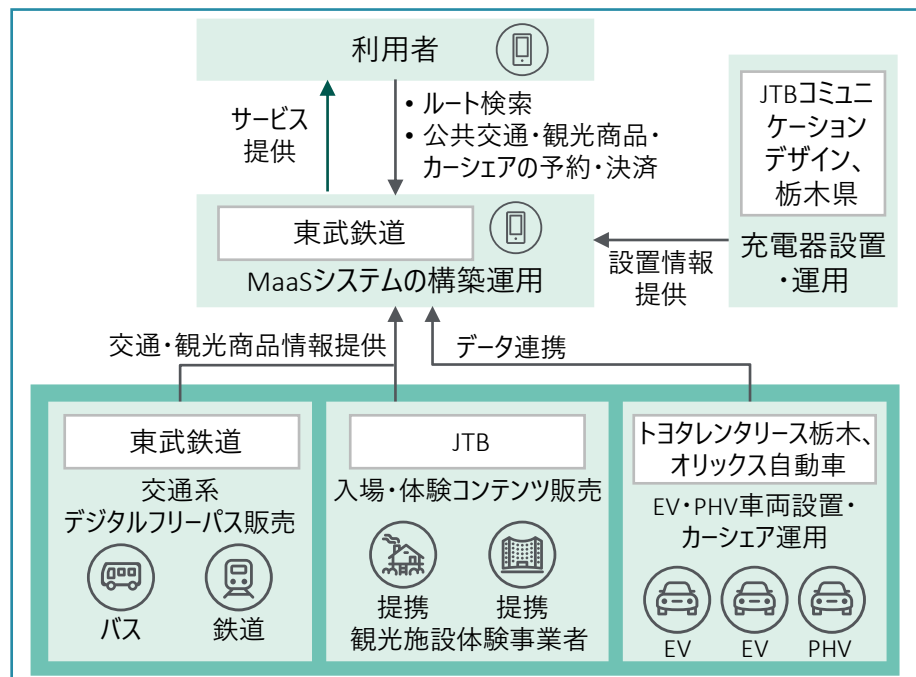 利用者
サービス
提供
• ルート検索
• 公共交通・観光商品・
カーシェアの予約・決済
JTBコミュニ
ケーション
デザイン、
栃木県
充電器設置
・運用
東武鉄道
MaaSシステムの構築運用
設置情報
提供
交通・観光商品情報提供
データ連携
東武鉄道
交通系
デジタルフリーパス販売
バス
鉄道
JTB
入場・体験コンテンツ販売
提携
提携
観光施設体験事業者
トヨタレンタリース栃木、
オリックス自動車
EV・PHV車両設置・
カーシェア運用
EV
EV
PHV